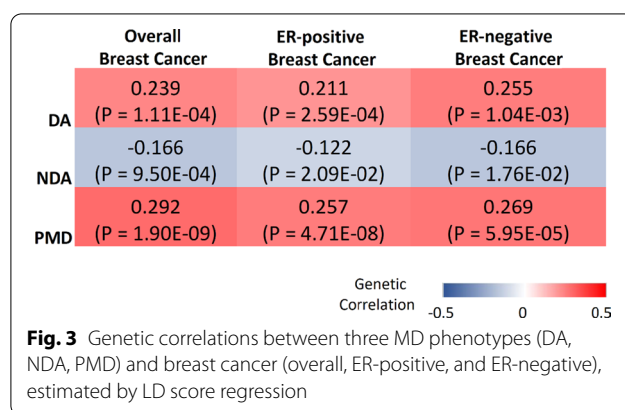 Overall ER-positive ER-negative
Breast Cancer Breast Cancer Breast Cancer
0.239 0.211 0.255
DA (P = 1.11E-04) (P = 2.59E-04) (P = 1.04E-03)
-0.166 -0.122 -0.166
NDA (P = 9.50E-04) (P = 2.09E-02) (P = 1.76E-02)
0.292 0.257 0.269
PMD (P = 1.90E-09) (P = 4.71E-08) (P = 5.95E-05)
Genetic
Correlation -0.5 0 0.5
Fig. 3 Genetic correlations between three MD phenotypes (DA,
NDA, PMD) and breast cancer (overall, ER-positive, and ER-negative),
estimated by LD score regression